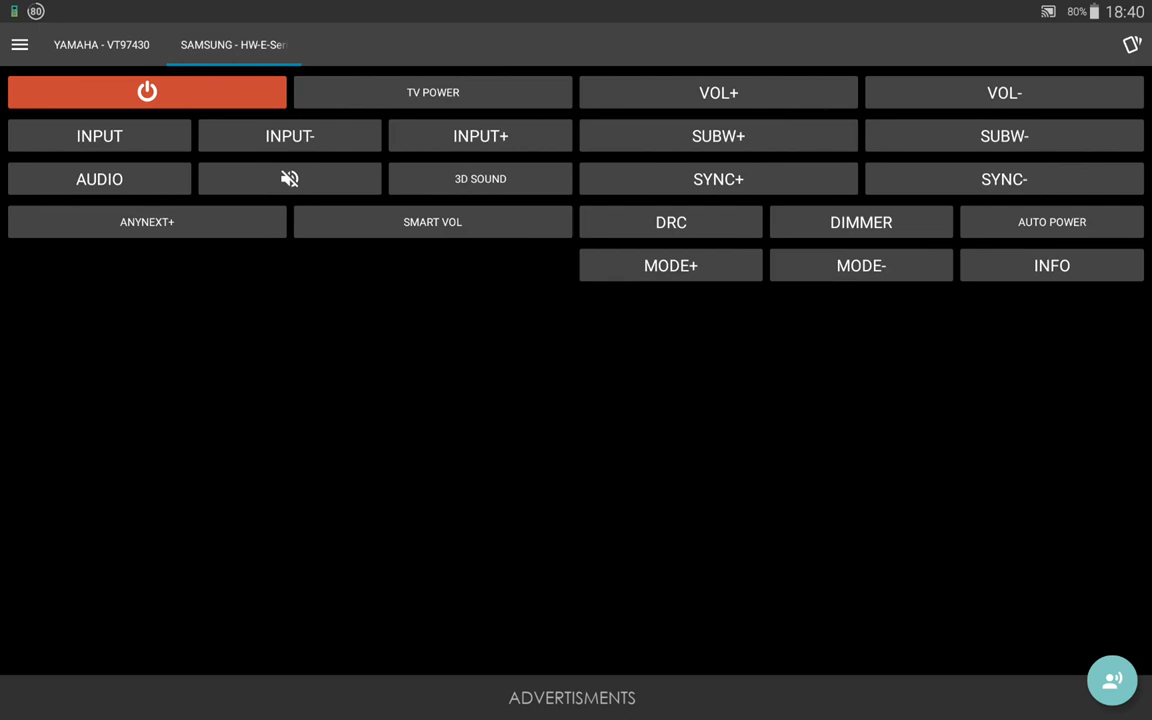 80 80% 18:40
YAMAHA - VT97430 SAMSUNG - HW-E-Seri
TV POWER VOL+ VOL-
INPUT INPUT- INPUT+ SUBW+ SUBW-
AUDIO 3D SOUND SYNC+ SYNC-
ANYNEXT+ SMART VOL DRC DIMMER AUTO POWER
MODE+ MODE- INFO
ADVERTISMENTS